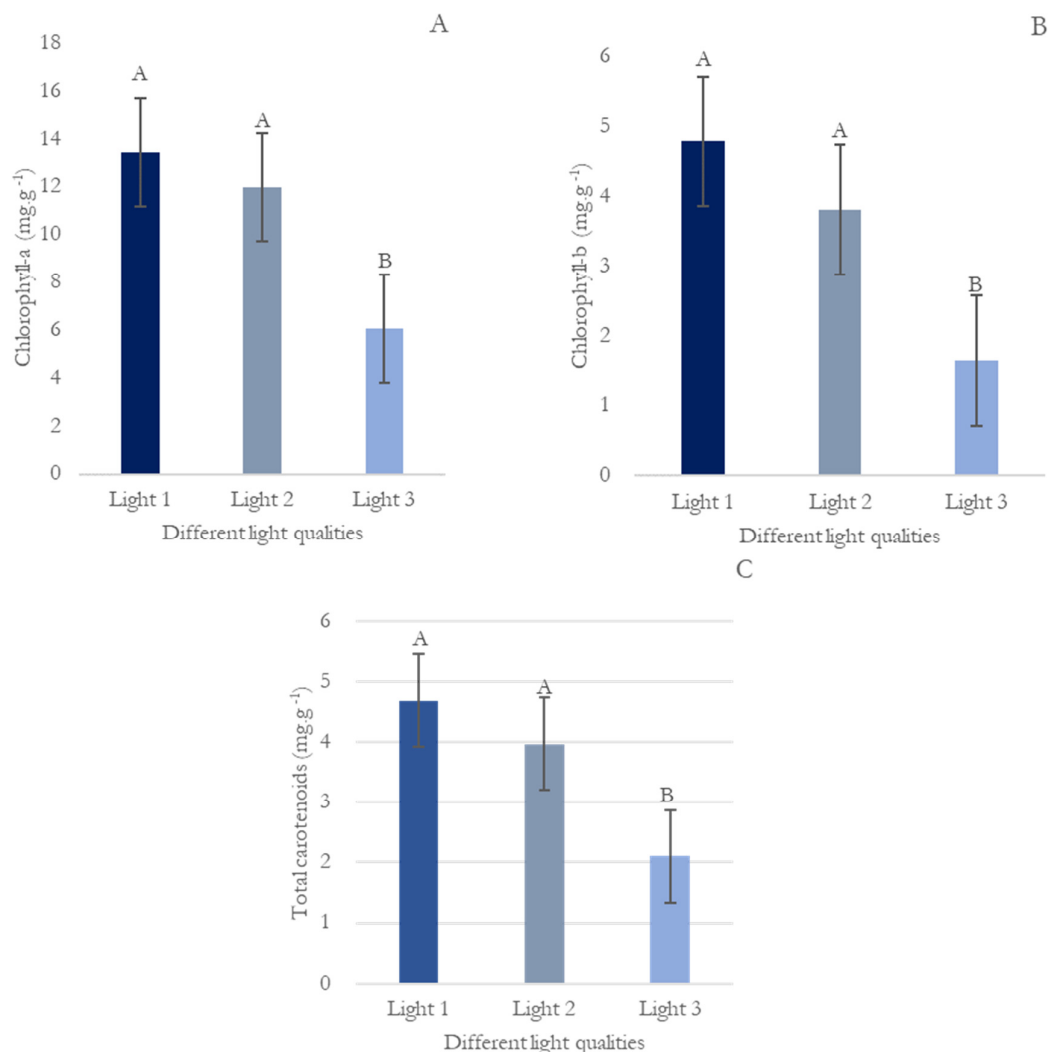 A
Chlorophyll-a (mg.g⁻¹)
18
16
14
12
10
8
6
4
2
0
A
A
B
Light 1
Light 2
Light 3
Different light qualities
B
Chlorophyll-b (mg.g⁻¹)
6
5
4
3
2
1
0
A
A
B
Light 1
Light 2
Light 3
Different light qualities
C
Total carotenoids (mg.g⁻¹)
6
5
4
3
2
1
0
A
A
B
Light 1
Light 2
Light 3
Different light qualities